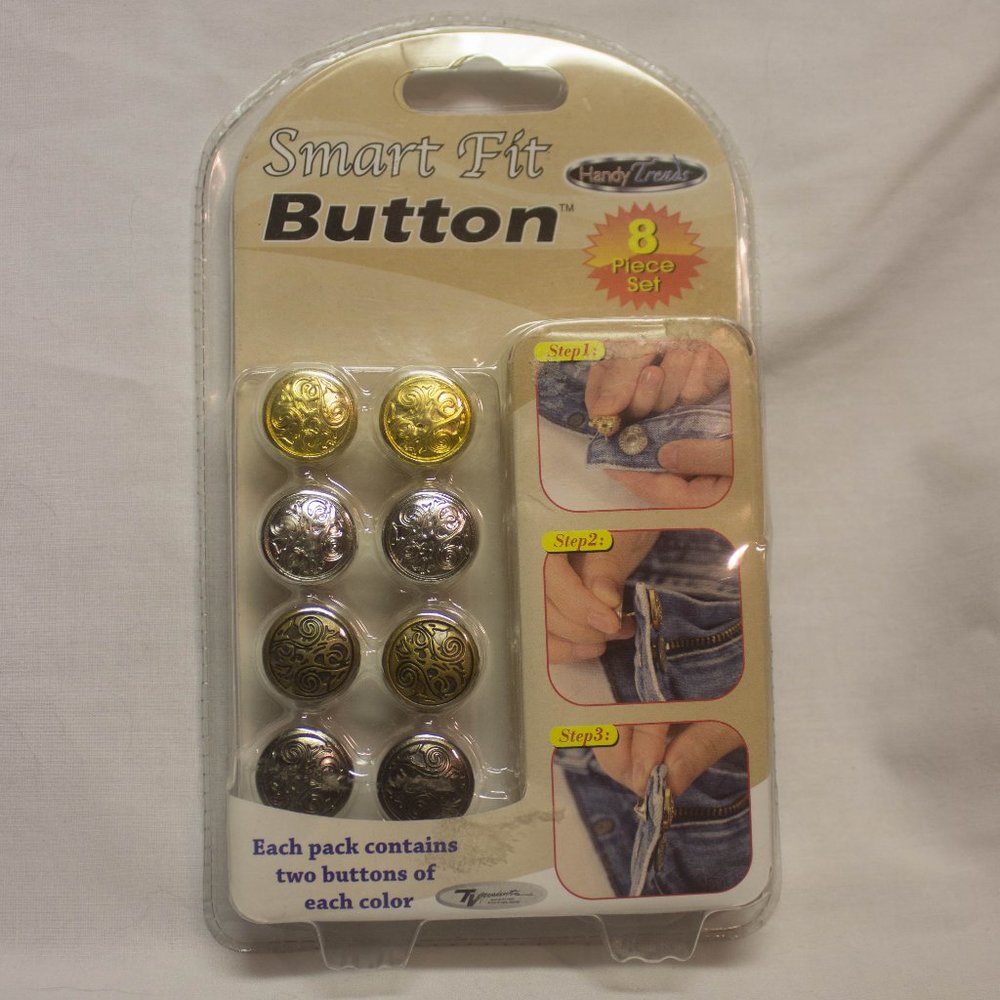 Smart Fit
Button™
Handy Trends
8
Piece
Set
Step1:
Step2:
Step3:
Each pack contains
two buttons of
each color
TV